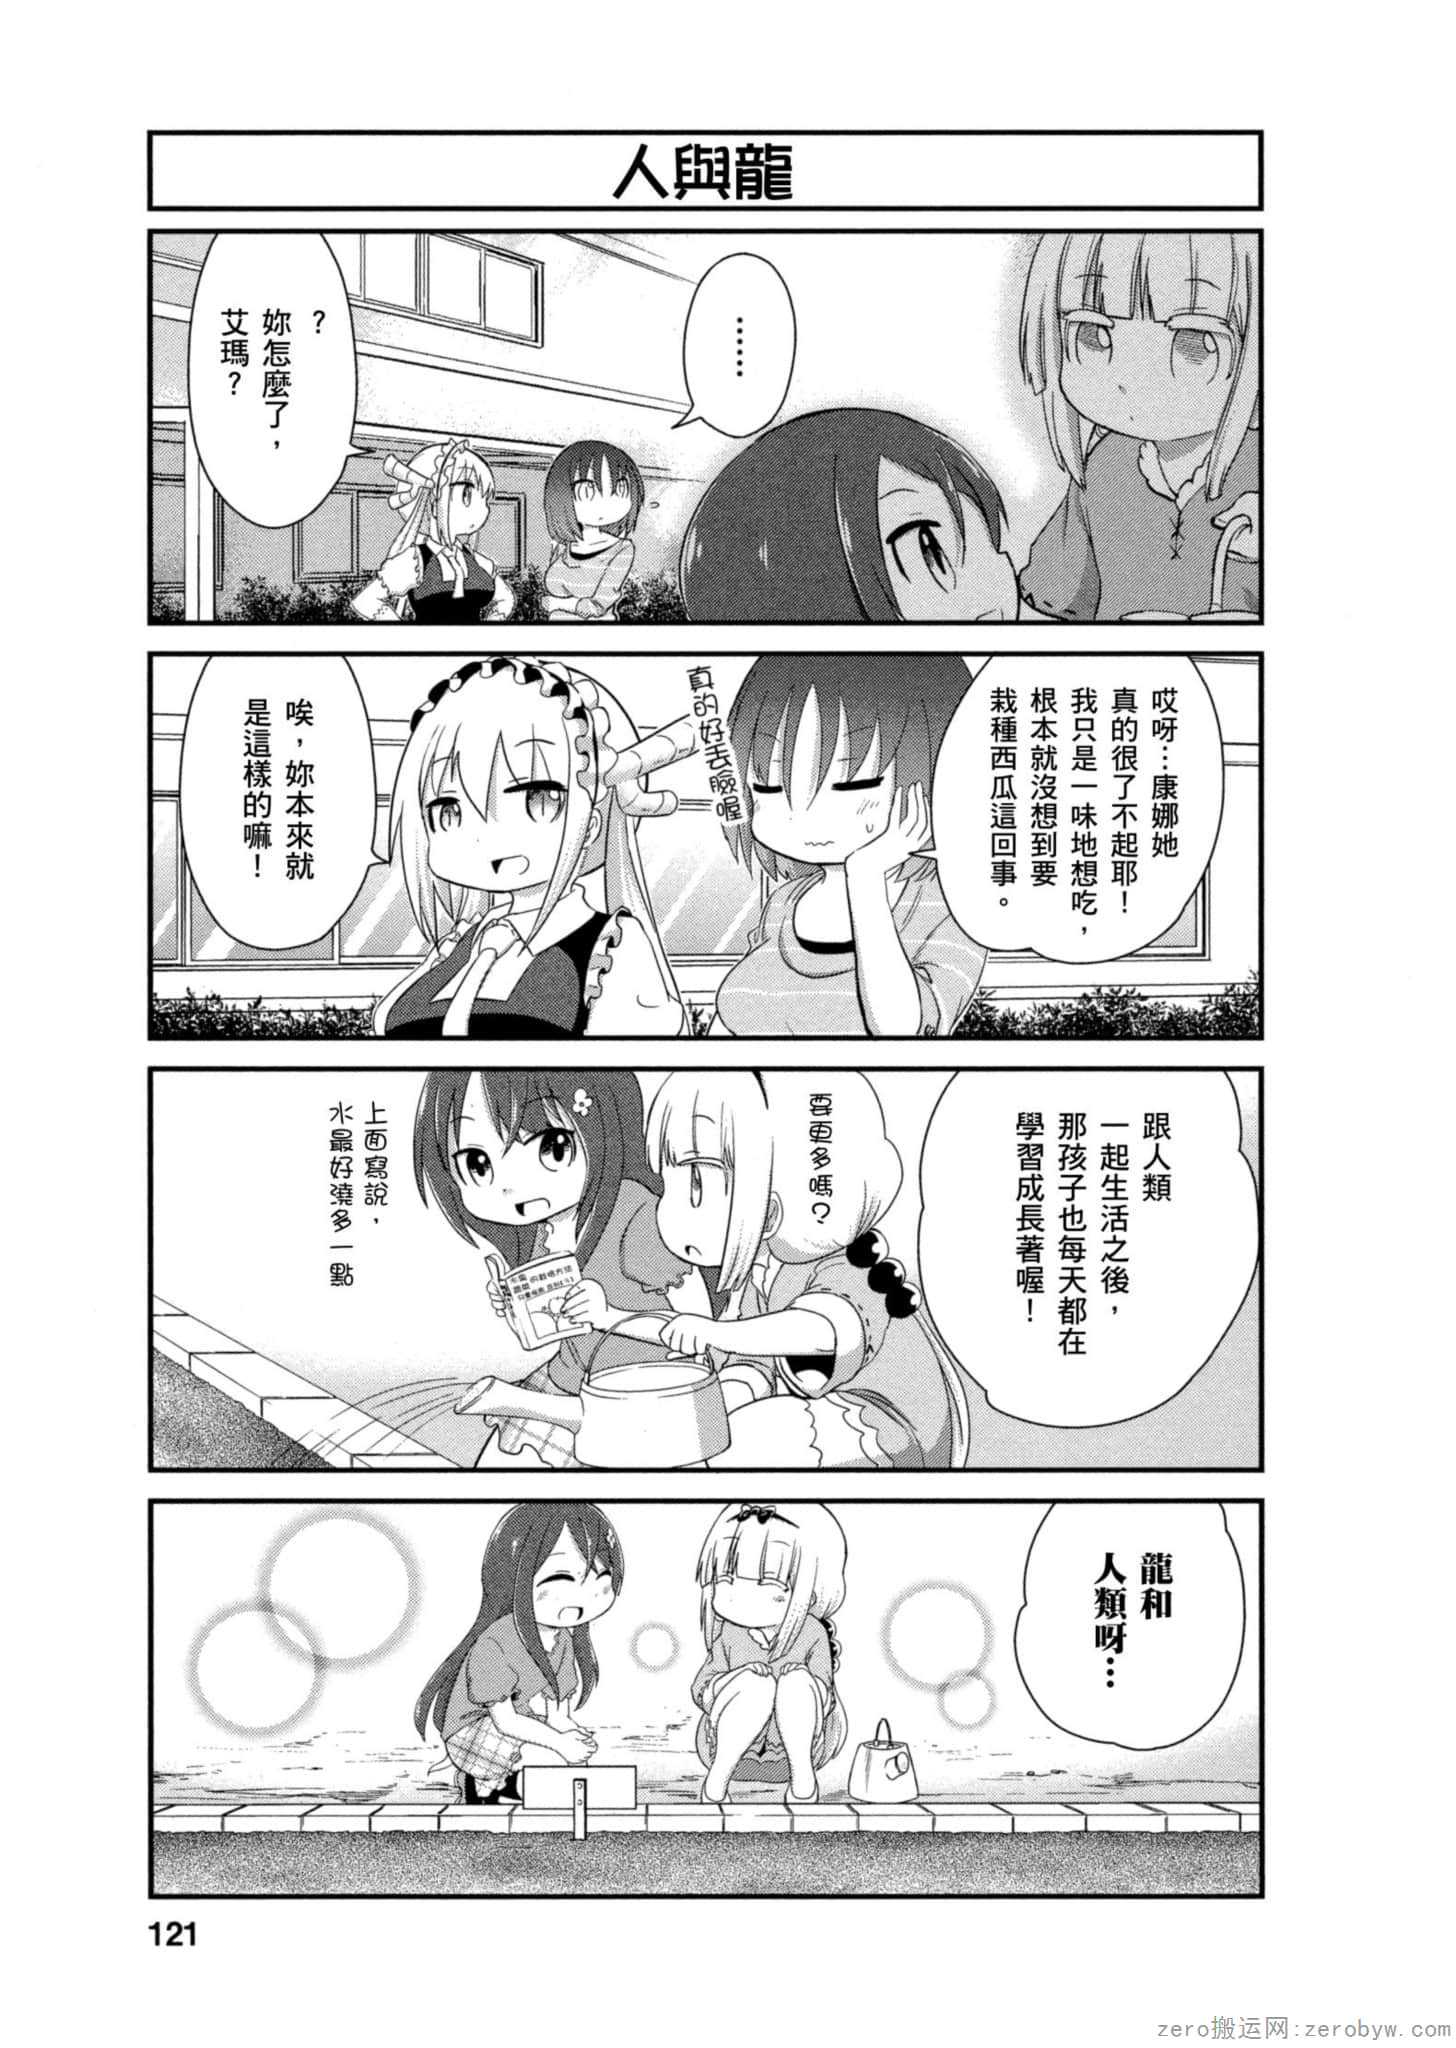 人與龍
……
？
妳怎麼了，
艾瑪？
哎呀…康娜她
真的很了不起耶！
我只是一味地想吃，
根本就沒想到要
栽種西瓜這回事。
真的好丟臉喔
唉，妳本來就
是這樣的嘛！
跟人類
一起生活之後，
那孩子也每天都在
學習成長著喔！
要更多嗎？
上面寫說，
水最好澆多一點
龍和
人類呀…
121
zero搬运网:zerobyw.com